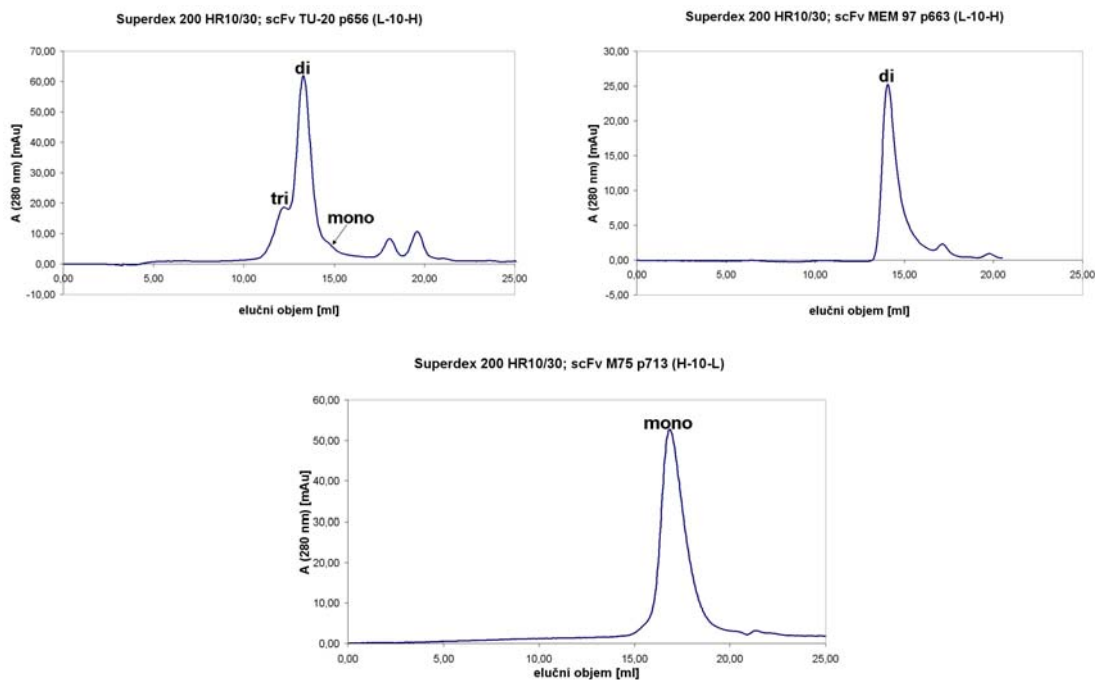 Superdex 200 HR10/30; scFv TU-20 p656 (L-10-H)
A (280 nm) [mAu]
70,00
60,00
50,00
40,00
30,00
20,00
10,00
0,00
-10,00
di
tri
mono
0,00 5,00 10,00 15,00 20,00 25,00
elučni objem [ml]
Superdex 200 HR10/30; scFv MEM 97 p663 (L-10-H)
A (280 nm) [mAu]
30,00
25,00
20,00
15,00
10,00
5,00
0,00
-5,00
di
0,00 5,00 10,00 15,00 20,00 25,00
elučni objem [ml]
Superdex 200 HR10/30; scFv M75 p713 (H-10-L)
A (280 nm) [mAu]
60,00
50,00
40,00
30,00
20,00
10,00
0,00
mono
0,00 5,00 10,00 15,00 20,00 25,00
elučni objem [ml]